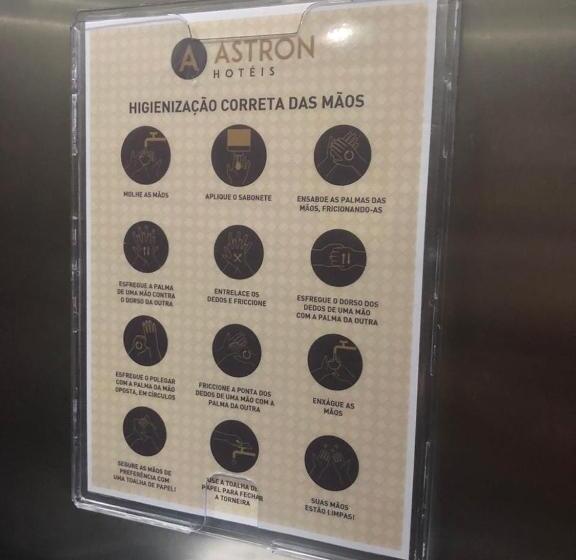 A ASTRON
HOTÉIS
HIGIENIZAÇÃO CORRETA DAS MÃOS
MOLHE AS MÃOS
APLIQUE O SABONETE
ENSABOE AS PALMAS DAS
MÃOS, FRICIONANDO-AS
ESFREGUE A PALMA
DE UMA MÃO CONTRA
O DORSO DA OUTRA
ENTRELACE OS
DEDOS E FRICCIONE
ESFREGUE O DORSO DOS
DEDOS DE UMA MÃO
COM A PALMA DA OUTRA
ESFREGUE O POLEGAR
COM A PALMA DA MÃO
OPOSTA, EM CÍRCULOS
FRICCIONE A PONTA DOS
DEDOS DE UMA MÃO COM A
PALMA DA OUTRA
ENXÁGUE AS
MÃOS
SEGURE AS MÃOS DE
PREFERÊNCIA COM
UMA TOALHA DE PAPEL!
USE A TOALHA DE
PAPEL PARA FECHAR
A TORNEIRA
SUAS MÃOS
ESTÃO LIMPAS!